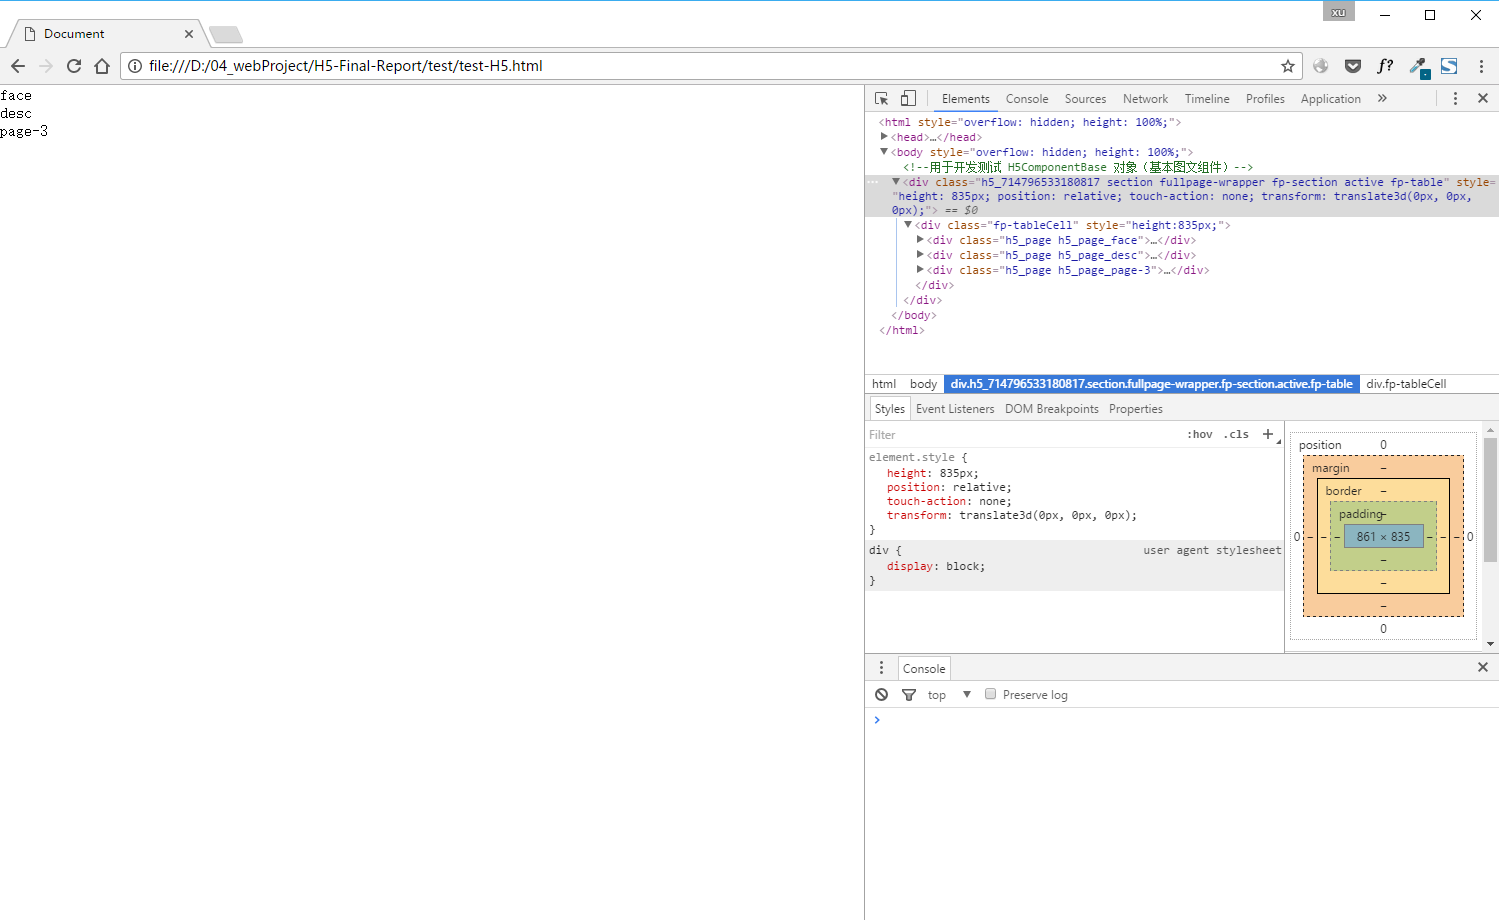 xu
Document
file:///D:/04_webProject/H5-Final-Report/test/test-H5.html
f?
S
face
desc
page-3
Elements Console Sources Network Timeline Profiles Application »
<html style="overflow: hidden; height: 100%;">
<head>…</head>
<body style="overflow: hidden; height: 100%;">
<!--用于开发测试 H5ComponentBase 对象（基本图文组件）-->
<div class="h5_714796533180817 section fullpage-wrapper fp-section active fp-table" style=
"height: 835px; position: relative; touch-action: none; transform: translate3d(0px, 0px,
0px);"> == $0
<div class="fp-tableCell" style="height:835px;">
<div class="h5_page h5_page_face">…</div>
<div class="h5_page h5_page_desc">…</div>
<div class="h5_page h5_page_page-3">…</div>
</div>
</div>
</body>
</html>
html body div.h5_714796533180817.section.fullpage-wrapper.fp-section.active.fp-table div.fp-tableCell
Styles Event Listeners DOM Breakpoints Properties
Filter :hov .cls +
element.style {
height: 835px;
position: relative;
touch-action: none;
transform: translate3d(0px, 0px, 0px);
}
div { user agent stylesheet
display: block;
}
position 0
margin –
border –
padding –
0 – – – 861 × 835 – – – 0
–
–
–
0
Console
top Preserve log
>